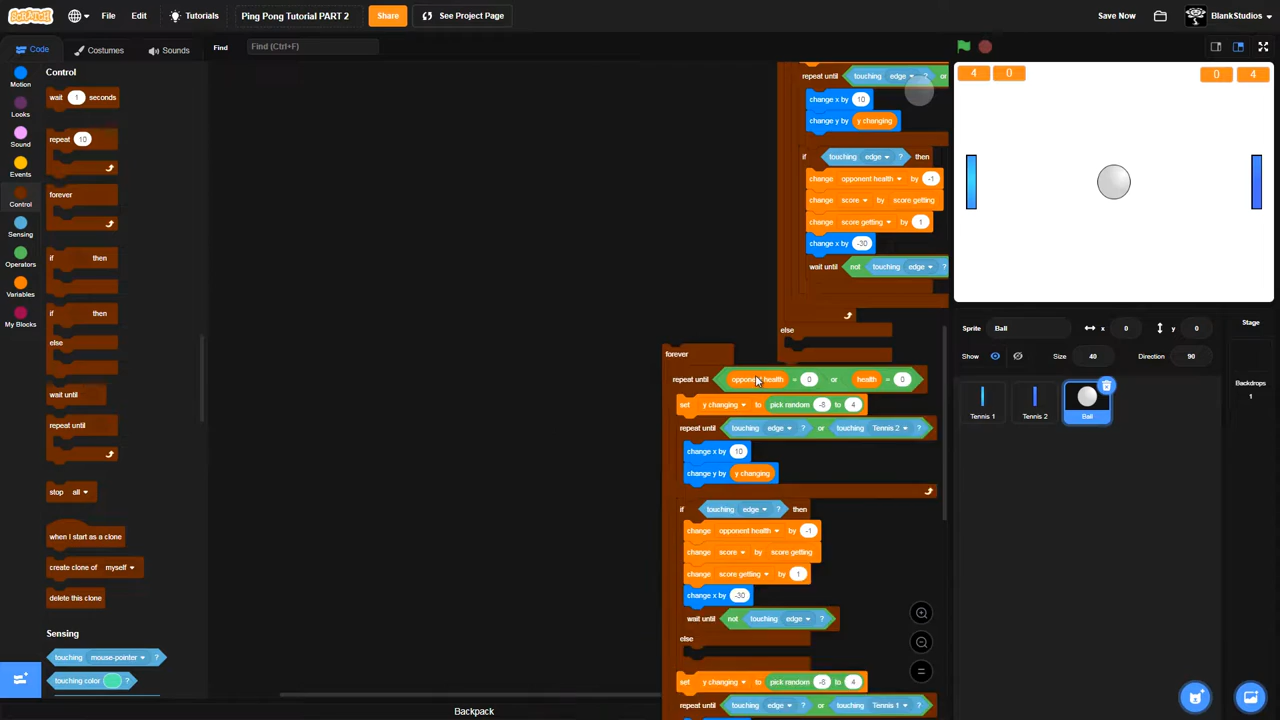 SCRATCH File Edit Tutorials Ping Pong Tutorial PART 2 Share See Project Page Save Now BlankStudios
Code Costumes Sounds Find Find (Ctrl+F)
Motion
Looks
Sound
Events
Control
Sensing
Operators
Variables
My Blocks
Control
wait 1 seconds
repeat 10
forever
if then
if then
else
wait until
repeat until
stop all
when I start as a clone
create clone of myself
delete this clone
Sensing
touching mouse-pointer ?
touching color ?
repeat until touching edge ? or
change x by 10
change y by y changing
if touching edge ? then
change opponent health by -1
change score by score getting
change score getting by 1
change x by -30
wait until not touching edge ?
else
forever
repeat until opponent health = 0 or health = 0
set y changing to pick random -8 to 4
repeat until touching edge ? or touching Tennis 2 ?
change x by 10
change y by y changing
if touching edge ? then
change opponent health by -1
change score by score getting
change score getting by 1
change x by -30
wait until not touching edge ?
else
set y changing to pick random -8 to 4
repeat until touching edge ? or touching Tennis 1 ?
Backpack
4 0 0 4
Sprite Ball x 0 y 0
Show Size 40 Direction 90
Tennis 1 Tennis 2 Ball
Stage
Backdrops
1